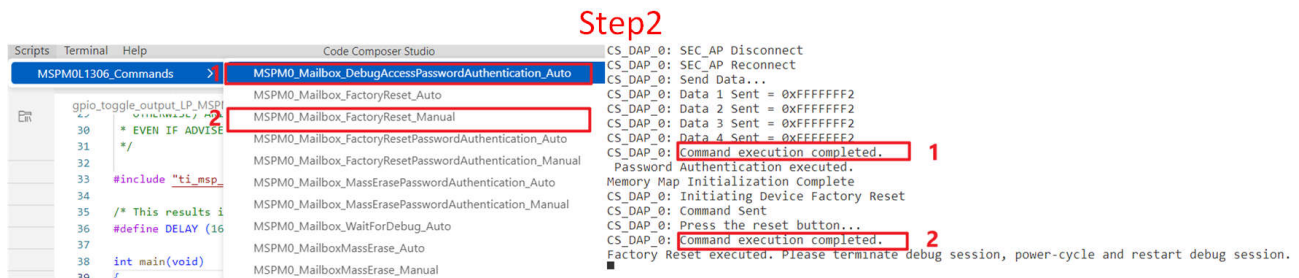 Step2
Scripts Terminal Help Code Composer Studio
MSPM0L1306_Commands > 1
MSPM0_Mailbox_DebugAccessPasswordAuthentication_Auto
MSPM0_Mailbox_FactoryReset_Auto
2 MSPM0_Mailbox_FactoryReset_Manual
MSPM0_Mailbox_FactoryResetPasswordAuthentication_Auto
MSPM0_Mailbox_FactoryResetPasswordAuthentication_Manual
MSPM0_Mailbox_MassErasePasswordAuthentication_Auto
MSPM0_Mailbox_MassErasePasswordAuthentication_Manual
MSPM0_Mailbox_WaitForDebug_Auto
MSPM0_MailboxMassErase_Auto
MSPM0_MailboxMassErase_Manual
gpio_toggle_output_LP_MSP
30 * EVEN IF ADVISE
31 */
32
33 #include "ti_msp_
34
35 /* This results i
36 #define DELAY (16
37
38 int main(void)
39 {
CS_DAP_0: SEC_AP Disconnect
CS_DAP_0: SEC_AP Reconnect
CS_DAP_0: Send Data...
CS_DAP_0: Data 1 Sent = 0xFFFFFFF2
CS_DAP_0: Data 2 Sent = 0xFFFFFFF2
CS_DAP_0: Data 3 Sent = 0xFFFFFFF2
CS_DAP_0: Data 4 Sent = 0xFFFFFFF2
CS_DAP_0: Command execution completed. 1
Password Authentication executed.
Memory Map Initialization Complete
CS_DAP_0: Initiating Device Factory Reset
CS_DAP_0: Command Sent
CS_DAP_0: Press the reset button...
CS_DAP_0: Command execution completed. 2
Factory Reset executed. Please terminate debug session, power-cycle and restart debug session.